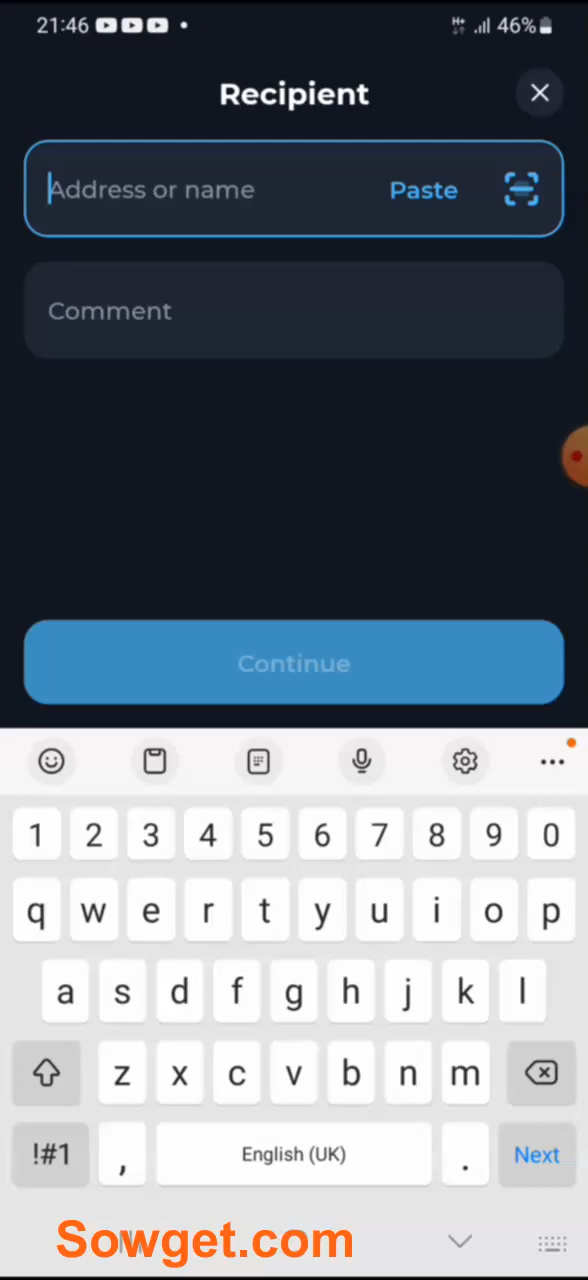 21:46 46%
Recipient
Address or name Paste
Comment
Continue
1 2 3 4 5 6 7 8 9 0
q w e r t y u i o p
a s d f g h j k l
z x c v b n m
!#1 , English (UK) . Next
Sowget.com